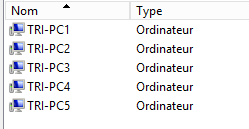 Nom Type
TRI-PC1 Ordinateur
TRI-PC2 Ordinateur
TRI-PC3 Ordinateur
TRI-PC4 Ordinateur
TRI-PC5 Ordinateur